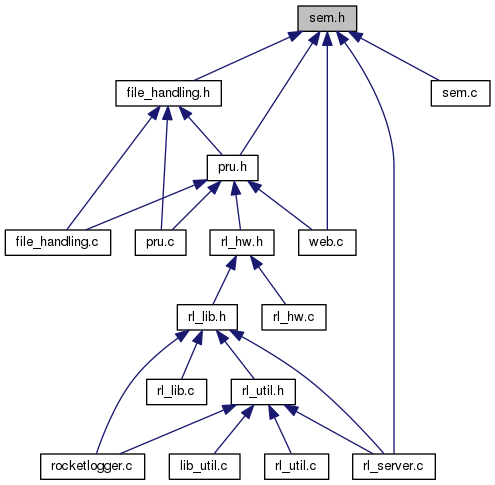 sem.h
file_handling.h
sem.c
pru.h
file_handling.c
pru.c
rl_hw.h
web.c
rl_lib.h
rl_hw.c
rl_lib.c
rl_util.h
rocketlogger.c
lib_util.c
rl_util.c
rl_server.c